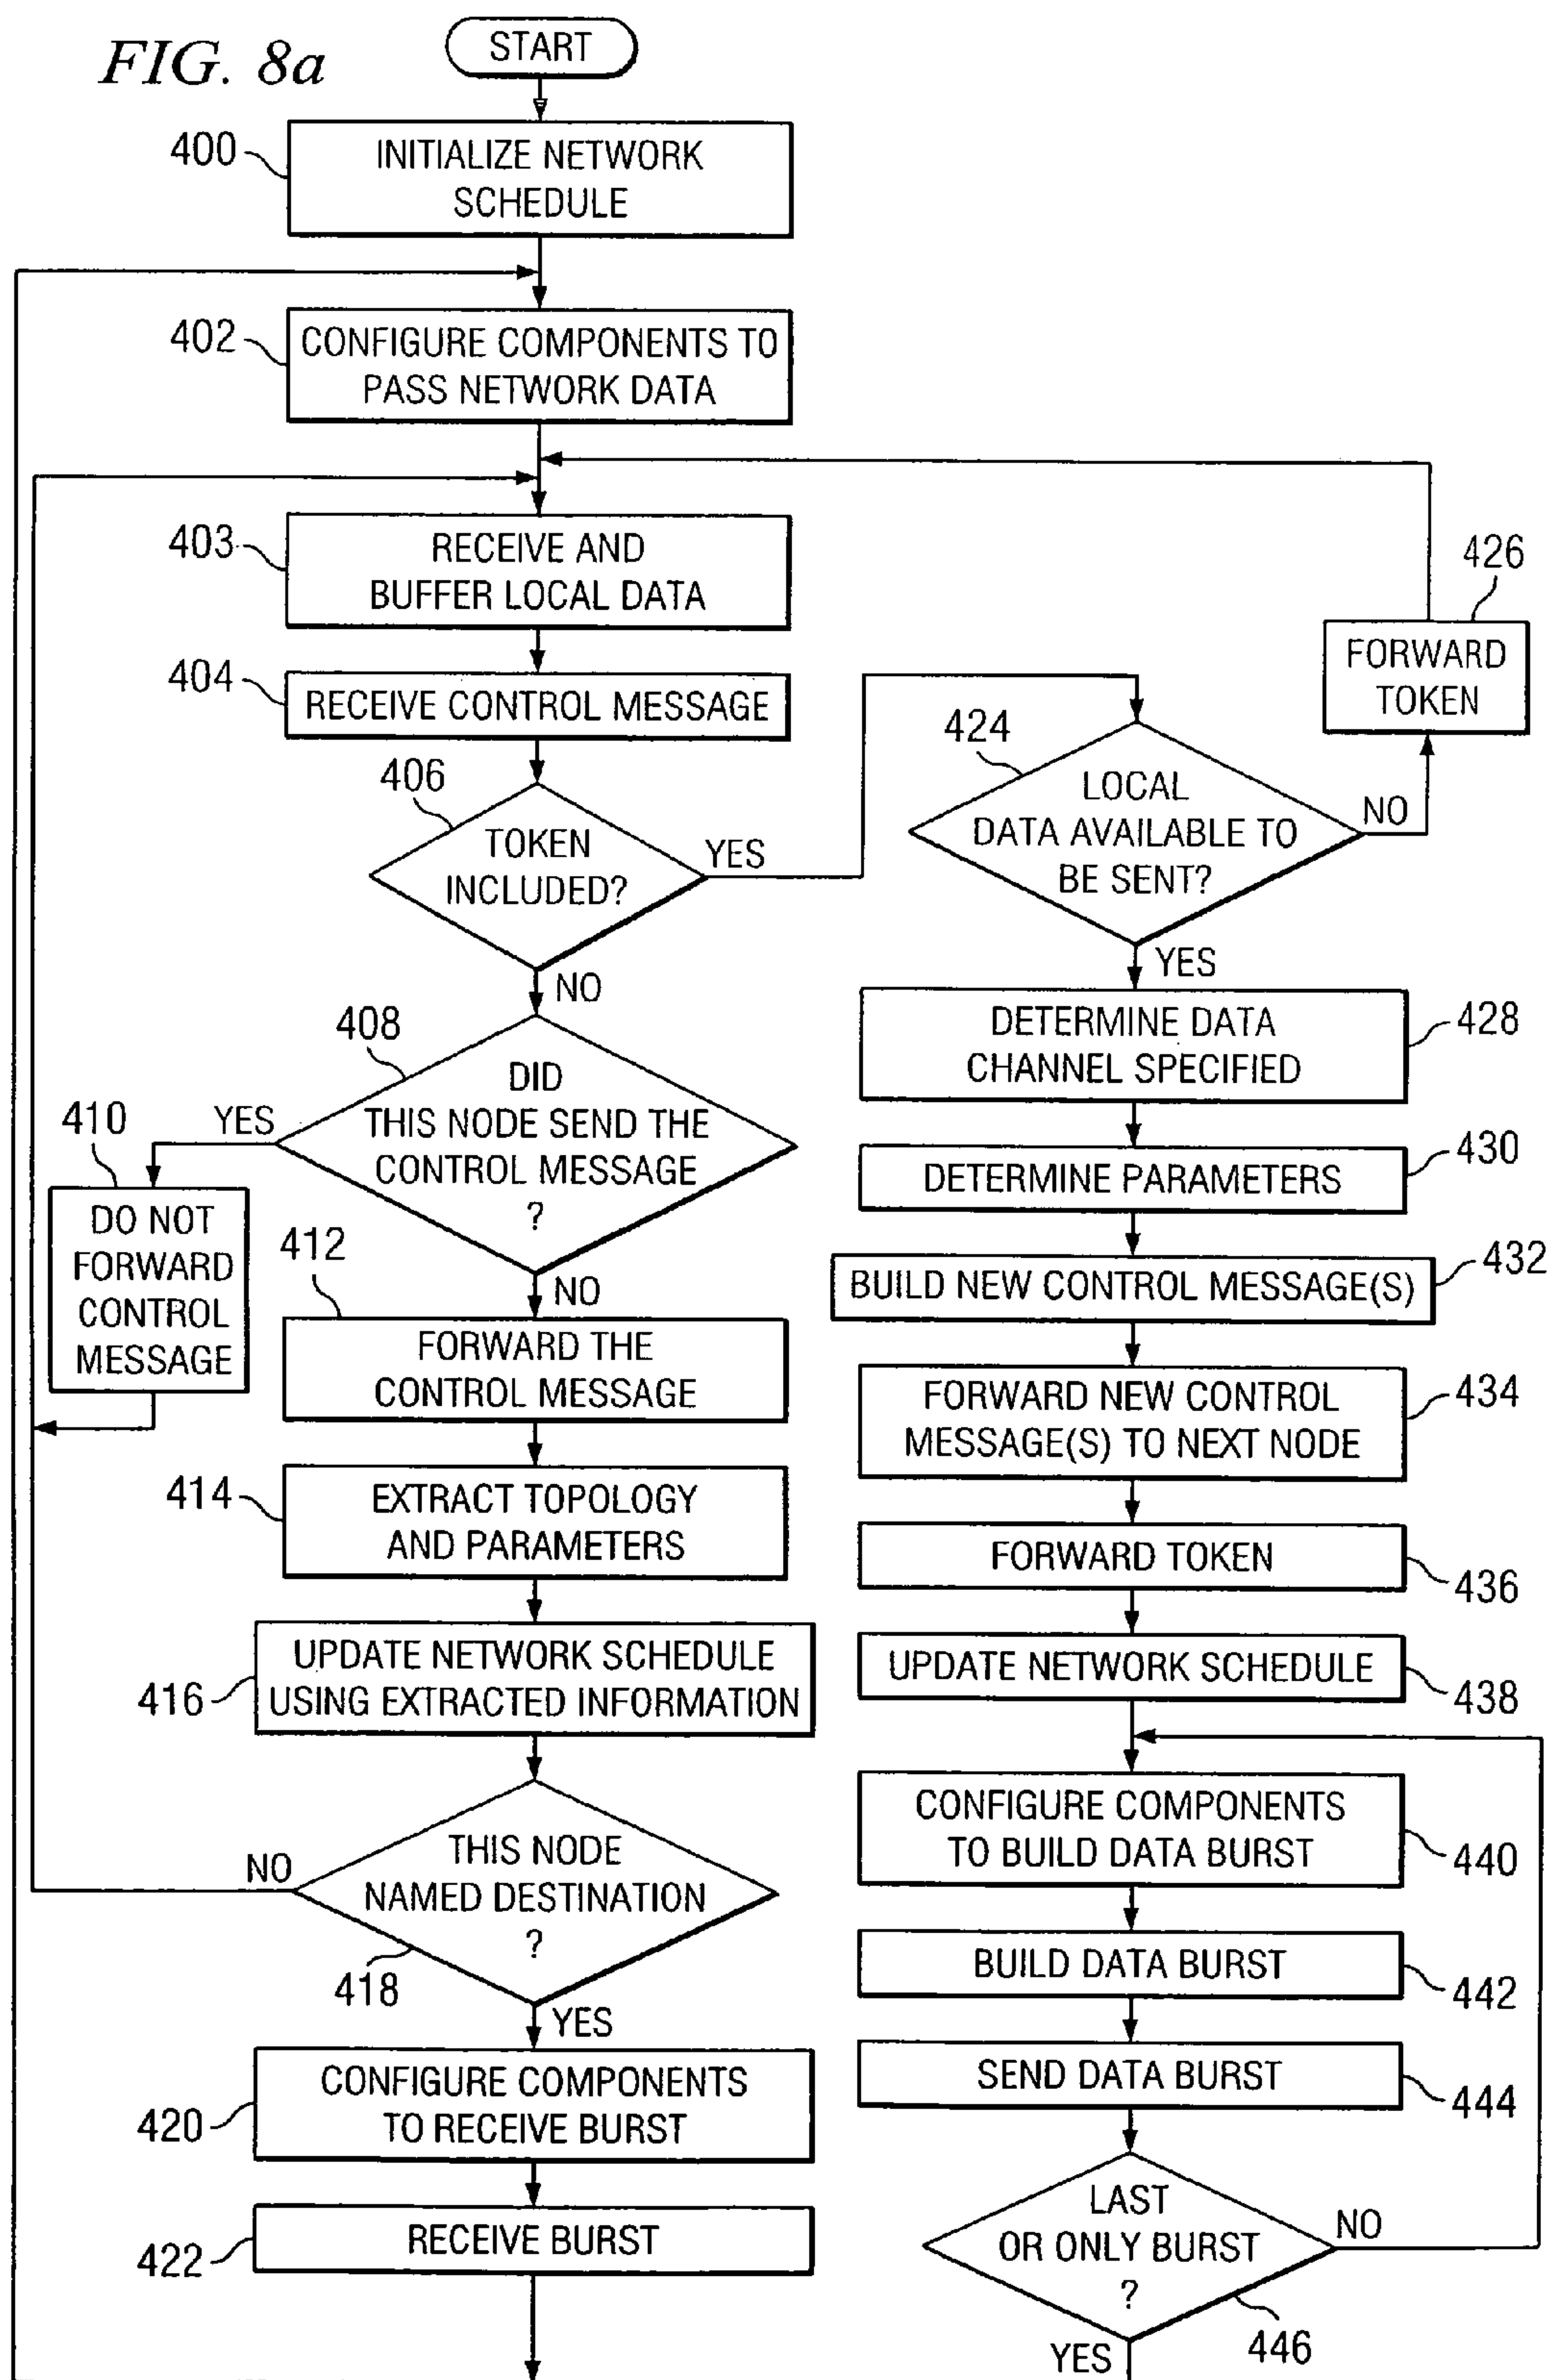 FIG. 8a
START
400
INITIALIZE NETWORK
SCHEDULE
402
CONFIGURE COMPONENTS TO
PASS NETWORK DATA
403
RECEIVE AND
BUFFER LOCAL DATA
404
RECEIVE CONTROL MESSAGE
406
TOKEN
INCLUDED?
YES
NO
408
DID
THIS NODE SEND THE
CONTROL MESSAGE
?
YES
NO
410
DO NOT
FORWARD
CONTROL
MESSAGE
412
FORWARD THE
CONTROL MESSAGE
414
EXTRACT TOPOLOGY
AND PARAMETERS
416
UPDATE NETWORK SCHEDULE
USING EXTRACTED INFORMATION
THIS NODE
NAMED DESTINATION
?
NO
418
YES
420
CONFIGURE COMPONENTS
TO RECEIVE BURST
422
RECEIVE BURST
424
LOCAL
DATA AVAILABLE TO
BE SENT?
NO
426
FORWARD
TOKEN
YES
DETERMINE DATA
CHANNEL SPECIFIED
428
DETERMINE PARAMETERS
430
BUILD NEW CONTROL MESSAGE(S)
432
FORWARD NEW CONTROL
MESSAGE(S) TO NEXT NODE
434
FORWARD TOKEN
436
UPDATE NETWORK SCHEDULE
438
CONFIGURE COMPONENTS
TO BUILD DATA BURST
440
BUILD DATA BURST
442
SEND DATA BURST
444
LAST
OR ONLY BURST
?
NO
446
YES